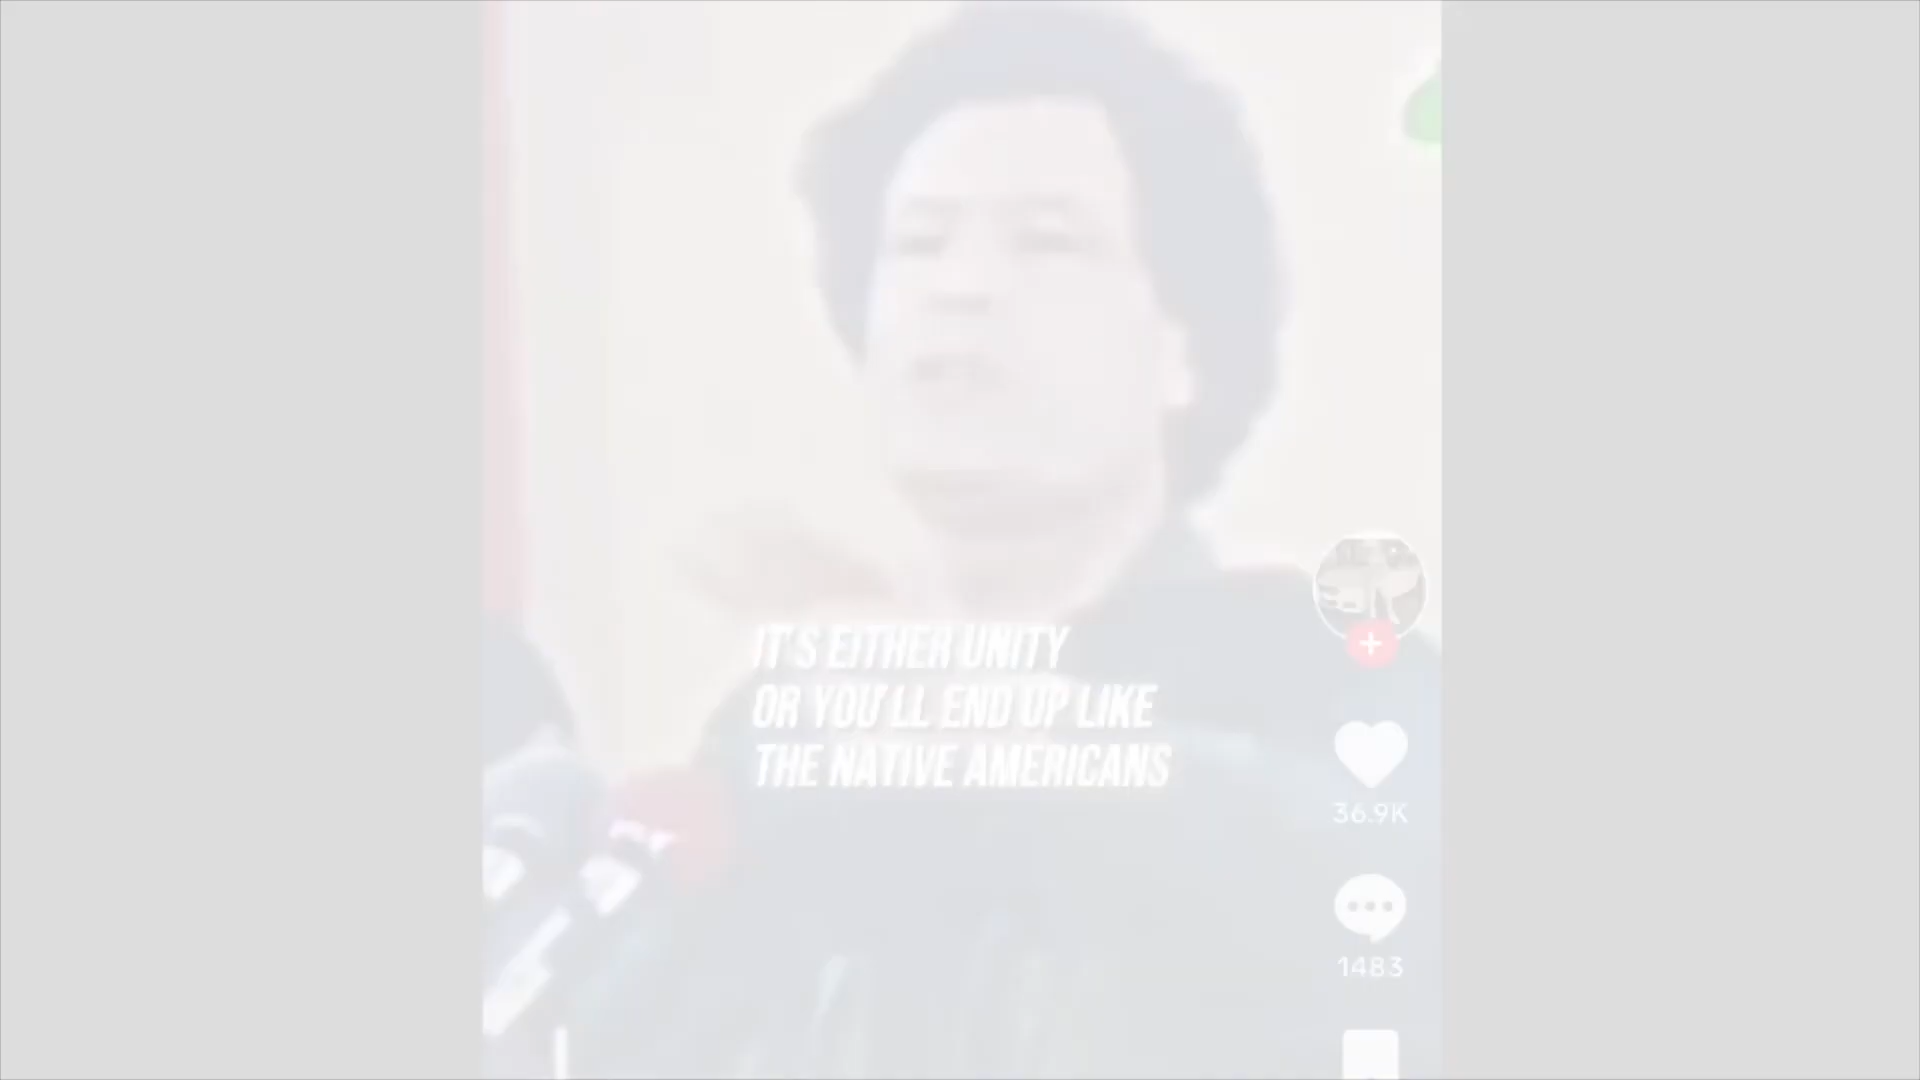 IT'S EITHER UNITY
OR YOU'LL END UP LIKE
THE NATIVE AMERICANS
36.9K
1483